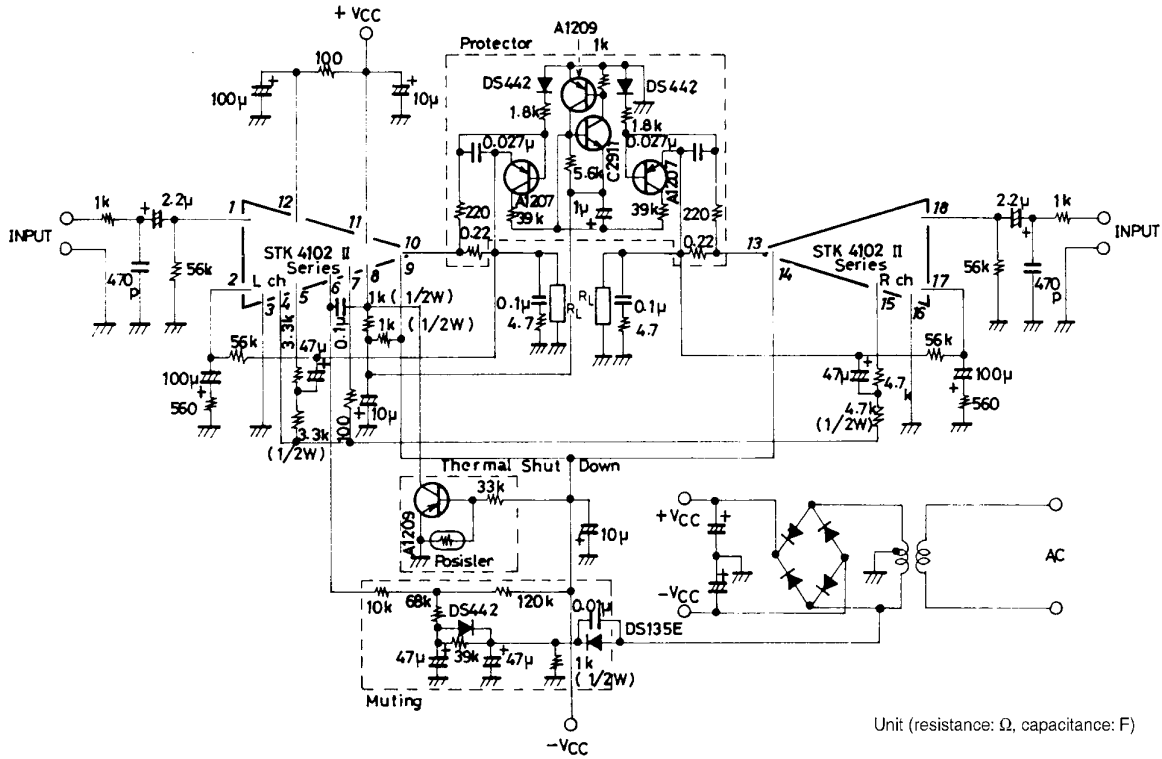 + VCC
A1209
Protector
1k
100
100µ
+
+
10µ
DS442
DS442
1.8k
1.8k
0.027µ
0.027µ
C2911
5.6k
A1207
A1207
39k
1µ
+
39k
220
220
0.22
0.22
INPUT
1k
+
2.2µ
470
p
56k
1
12
11
10
9
STK 4102 II
Series
2
L ch
3
4
5
6
7
8
13
14
STK 4102 II
Series
R ch
15
16
17
18
2.2µ
+
1k
INPUT
56k
470
p
3.3k
0.1µ
1k (1/2W)
1k
(1/2W)
0.1µ
4.7
RL
RL
0.1µ
4.7
56k
47µ
+
100µ
+
560
3.3k
(1/2W)
100
+
10µ
56k
47µ
+
4.7
k
4.7k
(1/2W)
100µ
+
560
Thermal Shut Down
33k
A1209
Posisler
+
10µ
+VCC
+
+
−VCC
AC
10k
68k
120k
DS442
0.01µ
DS135E
47µ
+
39k
+
47µ
1k
(1/2W)
Muting
−VCC
Unit (resistance: Ω, capacitance: F)